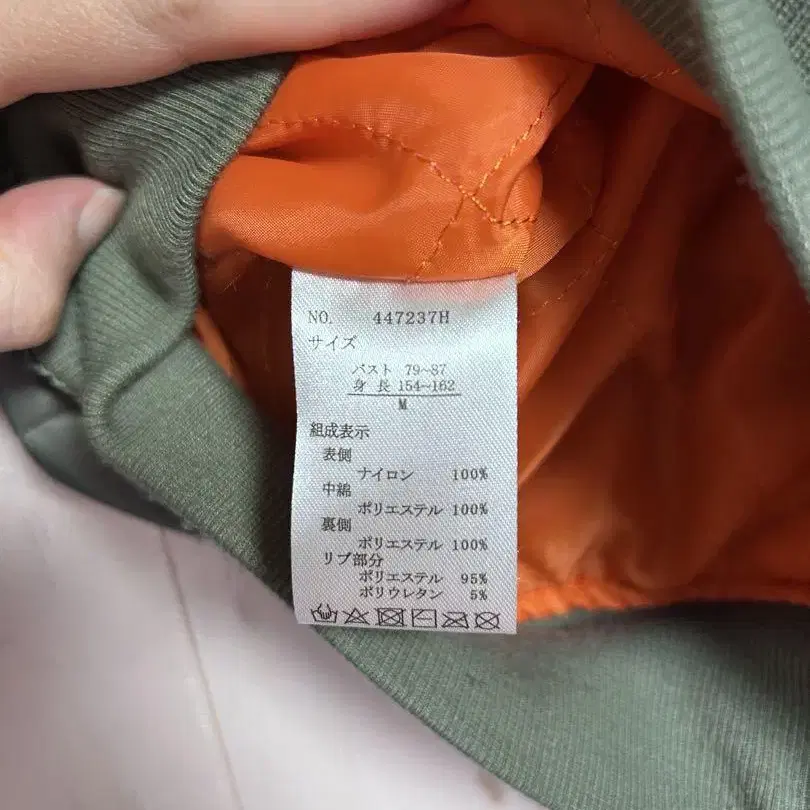 NO. 447237H
サイズ
バスト 79~87
身長 154~162
M
組成表示
表側
ナイロン 100%
中綿
ポリエステル 100%
裏側
ポリエステル 100%
リブ部分
ポリエステル 95%
ポリウレタン 5%